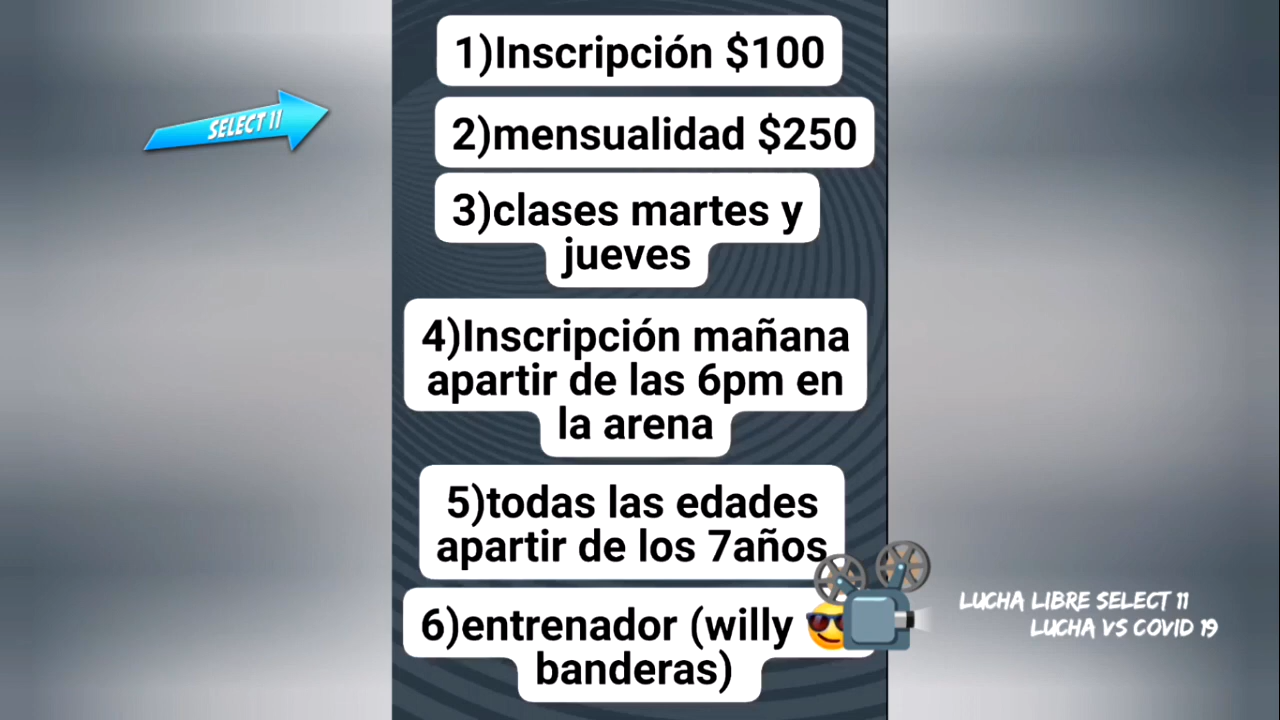 1)Inscripción $100
SELECT 11
2)mensualidad $250
3)clases martes y
jueves
4)Inscripción mañana
apartir de las 6pm en
la arena
5)todas las edades
apartir de los 7años
6)entrenador (willy 😎
banderas)
LUCHA LIBRE SELECT 11
LUCHA VS COVID 19